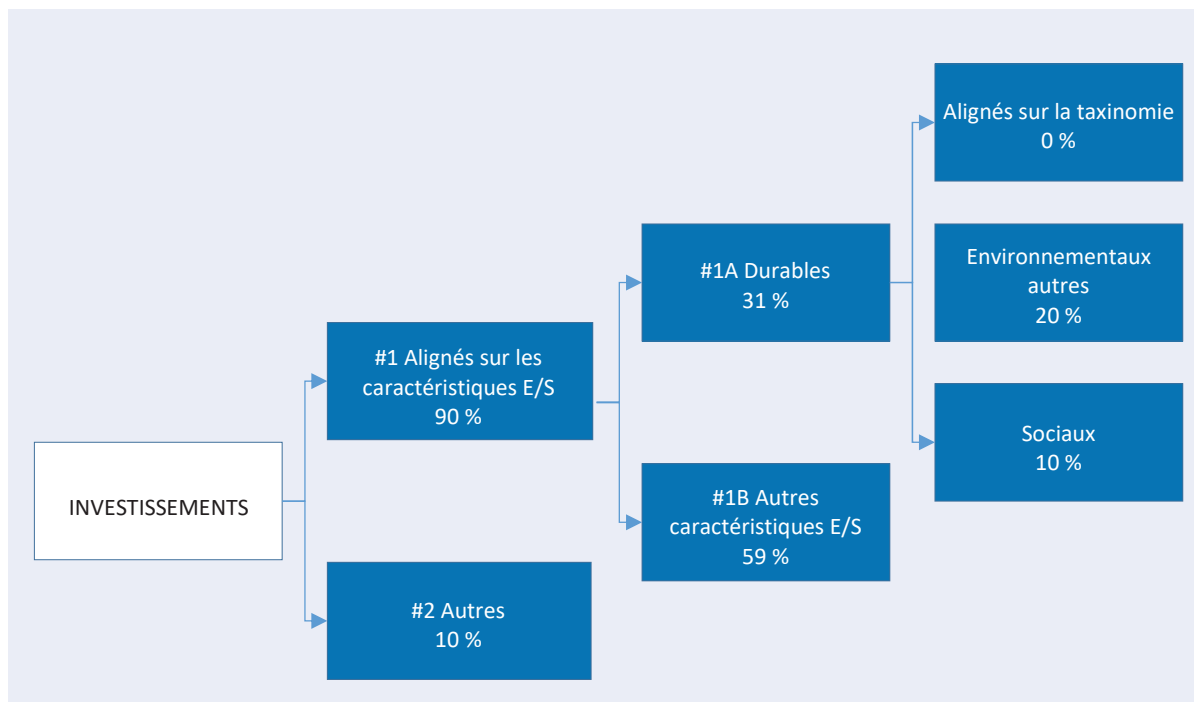 INVESTISSEMENTS
#1 Alignés sur les
caractéristiques E/S
90 %
#2 Autres
10 %
#1A Durables
31 %
#1B Autres
caractéristiques E/S
59 %
Alignés sur la taxinomie
0 %
Environnementaux
autres
20 %
Sociaux
10 %